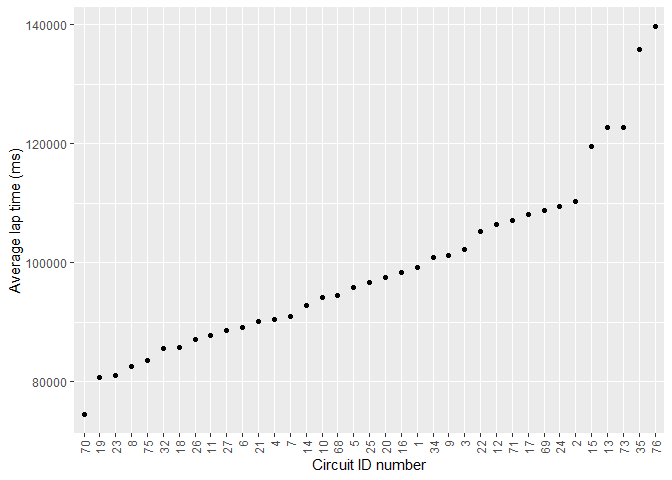 140000
120000
100000
80000
Average lap time (ms)
70 19 23 8 75 32 18 26 11 27 6 21 4 7 14 10 68 5 25 20 16 1 34 9 3 22 12 71 17 69 24 2 15 13 73 35 76
Circuit ID number